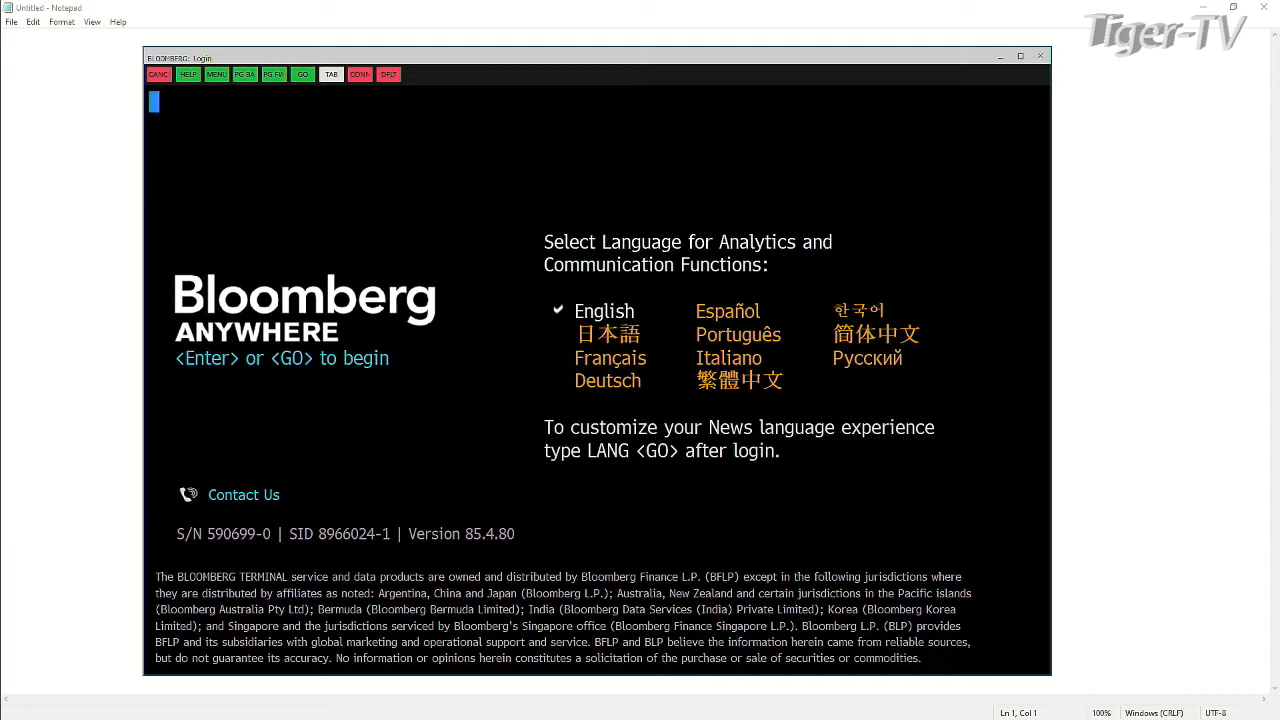 Untitled - Notepad
File Edit Format View Help
Tiger-TV
BLOOMBERG: Login
CANC HELP MENU PG BA PG FW GO TAB CONN DFLT
Select Language for Analytics and
Communication Functions:
Bloomberg
ANYWHERE
<Enter> or <GO> to begin
English Español 한국어
日本語 Português 简体中文
Français Italiano Русский
Deutsch 繁體中文
To customize your News language experience
type LANG <GO> after login.
Contact Us
S/N 590699-0 | SID 8966024-1 | Version 85.4.80
The BLOOMBERG TERMINAL service and data products are owned and distributed by Bloomberg Finance L.P. (BFLP) except in the following jurisdictions where
they are distributed by affiliates as noted: Argentina, China and Japan (Bloomberg L.P.); Australia, New Zealand and certain jurisdictions in the Pacific islands
(Bloomberg Australia Pty Ltd); Bermuda (Bloomberg Bermuda Limited); India (Bloomberg Data Services (India) Private Limited); Korea (Bloomberg Korea
Limited); and Singapore and the jurisdictions serviced by Bloomberg's Singapore office (Bloomberg Finance Singapore L.P.). Bloomberg L.P. (BLP) provides
BFLP and its subsidiaries with global marketing and operational support and service. BFLP and BLP believe the information herein came from reliable sources,
but do not guarantee its accuracy. No information or opinions herein constitutes a solicitation of the purchase or sale of securities or commodities.
Ln 1, Col 1 100% Windows (CRLF) UTF-8